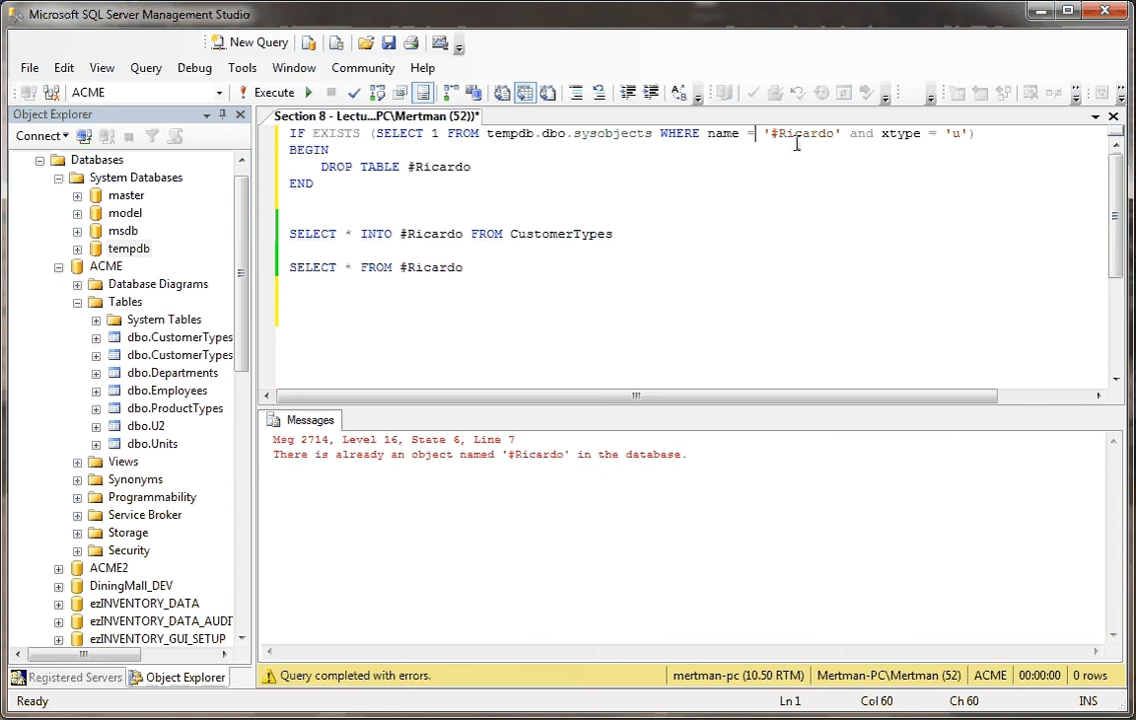 Microsoft SQL Server Management Studio
New Query
File Edit View Query Debug Tools Window Community Help
ACME Execute
Object Explorer
Connect
Databases
System Databases
master
model
msdb
tempdb
ACME
Database Diagrams
Tables
System Tables
dbo.CustomerTypes
dbo.CustomerTypes
dbo.Departments
dbo.Employees
dbo.ProductTypes
dbo.U2
dbo.Units
Views
Synonyms
Programmability
Service Broker
Storage
Security
ACME2
DiningMall_DEV
ezINVENTORY_DATA
ezINVENTORY_DATA_AUDI
ezINVENTORY_GUI_SETUP
Registered Servers Object Explorer
Section 8 - Lectu...PC\Mertman (52))*
IF EXISTS (SELECT 1 FROM tempdb.dbo.sysobjects WHERE name = '#Ricardo' and xtype = 'u')
BEGIN
DROP TABLE #Ricardo
END
SELECT * INTO #Ricardo FROM CustomerTypes
SELECT * FROM #Ricardo
Messages
Msg 2714, Level 16, State 6, Line 7
There is already an object named '#Ricardo' in the database.
Query completed with errors. mertman-pc (10.50 RTM) Mertman-PC\Mertman (52) ACME 00:00:00 0 rows
Ready Ln 1 Col 60 Ch 60 INS